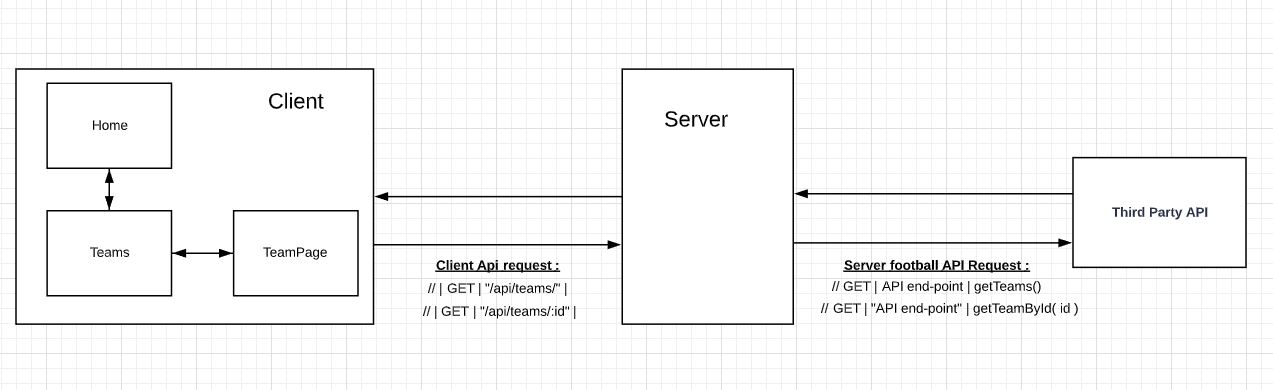 Client
Home
Teams
TeamPage
Client Api request :
// | GET | "/api/teams/" |
// | GET | "/api/teams/:id" |
Server
Server football API Request :
// GET | API end-point | getTeams()
// GET | "API end-point" | getTeamById( id )
Third Party API